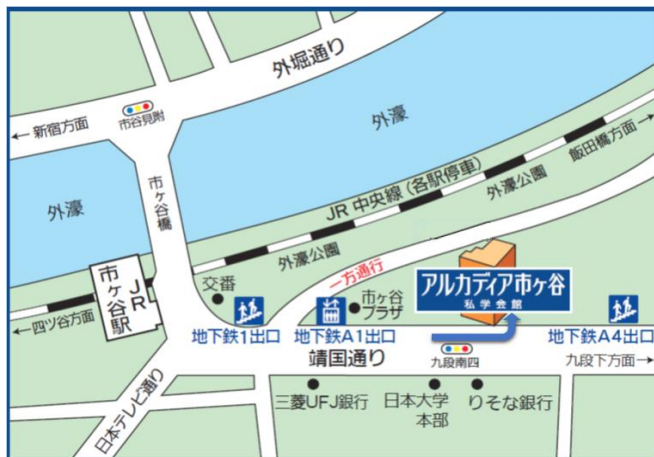 外堀通り
←新宿方面
市谷見附
外濠
飯田橋方面→
外濠
市ヶ谷橋
JR中央線(各駅停車)
外濠公園
外濠公園
JR
市ヶ谷駅
一方通行
交番
市ヶ谷
プラザ
アルカディア市ヶ谷
私学会館
←四ツ谷方面
地下鉄1出口
地下鉄A1出口
地下鉄A4出口
靖国通り
九段南四
九段下方面→
三菱UFJ銀行
日本大学
本部
りそな銀行
日本テレビ通り